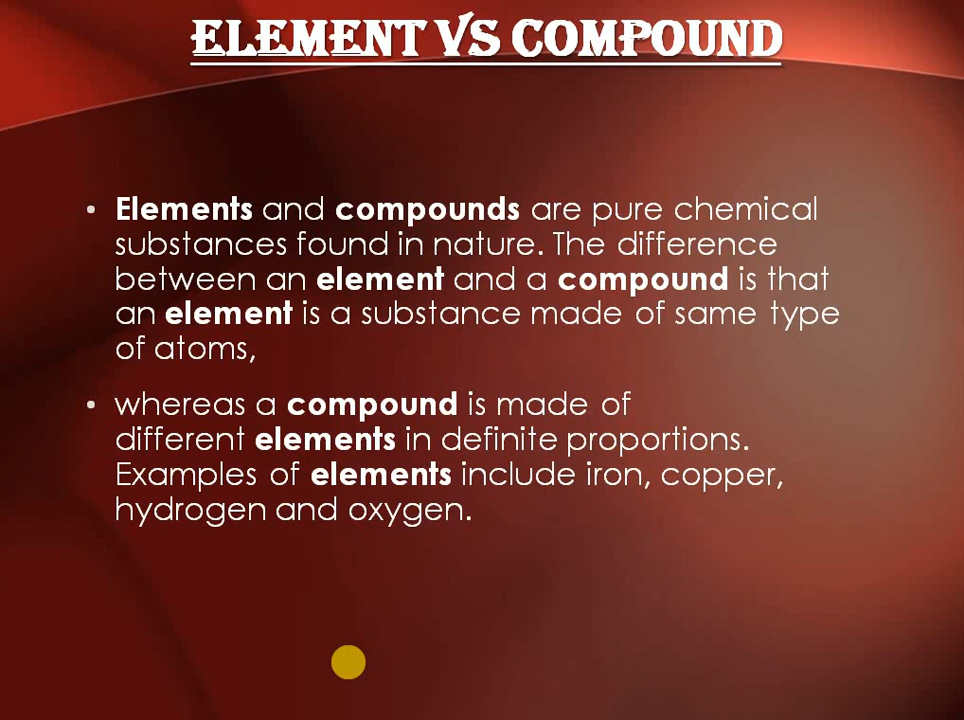 ELEMENT VS COMPOUND
• Elements and compounds are pure chemical
substances found in nature. The difference
between an element and a compound is that
an element is a substance made of same type
of atoms,
• whereas a compound is made of
different elements in definite proportions.
Examples of elements include iron, copper,
hydrogen and oxygen.